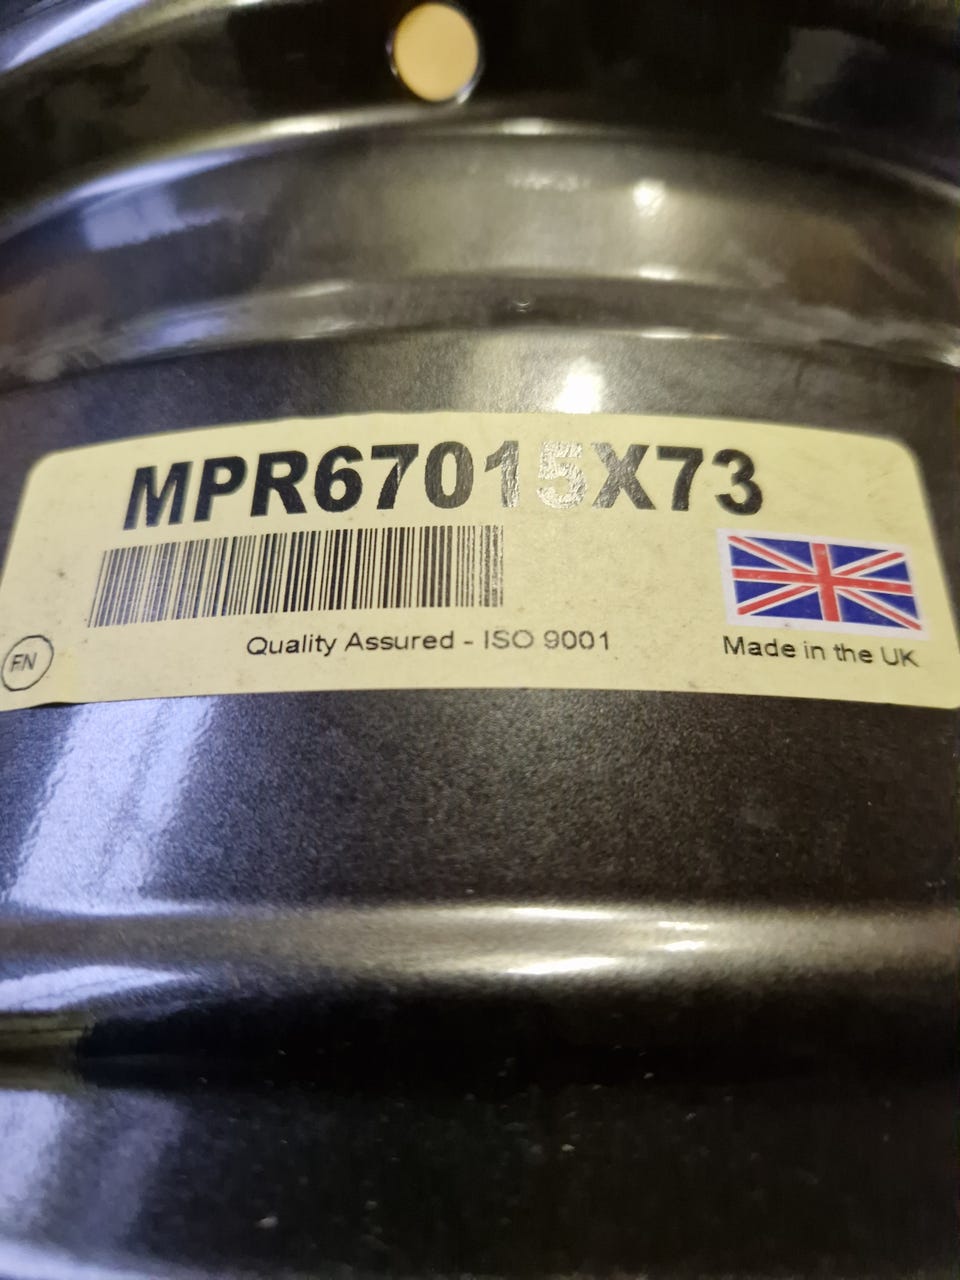 MPR67015X73
Quality Assured - ISO 9001
Made in the UK
FN